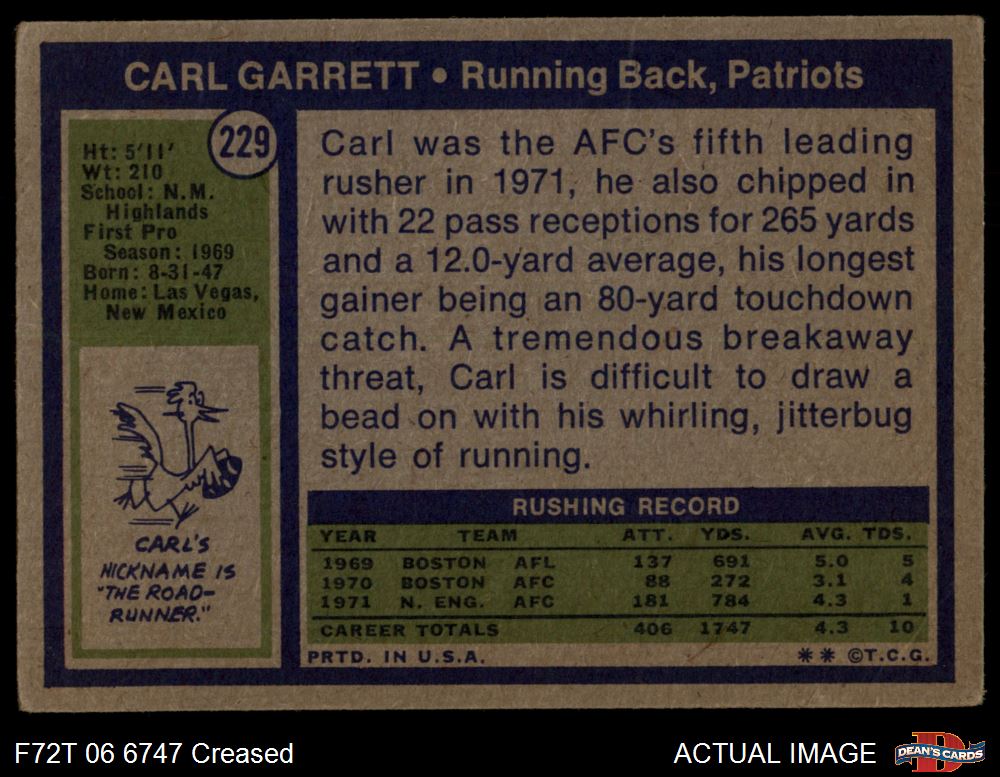 CARL GARRETT • Running Back, Patriots
229
Ht: 5'11'
Wt: 210
School: N.M.
Highlands
First Pro
Season: 1969
Born: 8-31-47
Home: Las Vegas,
New Mexico
CARL'S
NICKNAME IS
"THE ROAD-
RUNNER."
Carl was the AFC's fifth leading
rusher in 1971, he also chipped in
with 22 pass receptions for 265 yards
and a 12.0-yard average, his longest
gainer being an 80-yard touchdown
catch. A tremendous breakaway
threat, Carl is difficult to draw a
bead on with his whirling, jitterbug
style of running.
RUSHING RECORD
YEAR TEAM ATT. YDS. AVG. TDS.
1969 BOSTON AFL 137 691 5.0 5
1970 BOSTON AFC 88 272 3.1 4
1971 N. ENG. AFC 181 784 4.3 1
CAREER TOTALS 406 1747 4.3 10
PRTD. IN U.S.A. ** ©T.C.G.
F72T 06 6747 Creased ACTUAL IMAGE
D
DEAN'S CARDS